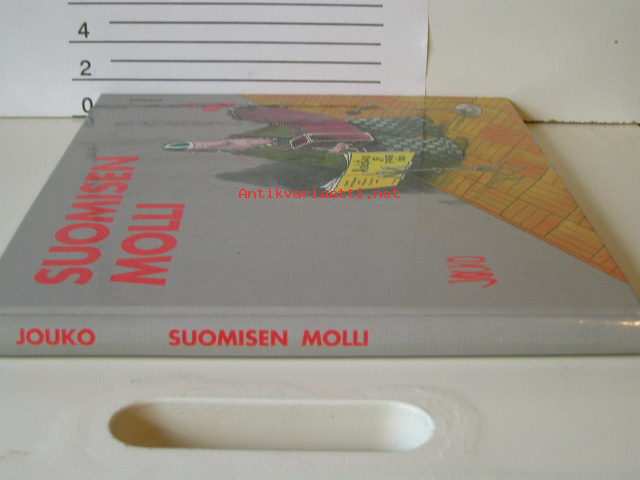 4
2
0
SUOMISEN
MOLLI
Antikvariaatti.net
JOUKO
JOUKO SUOMISEN MOLLI